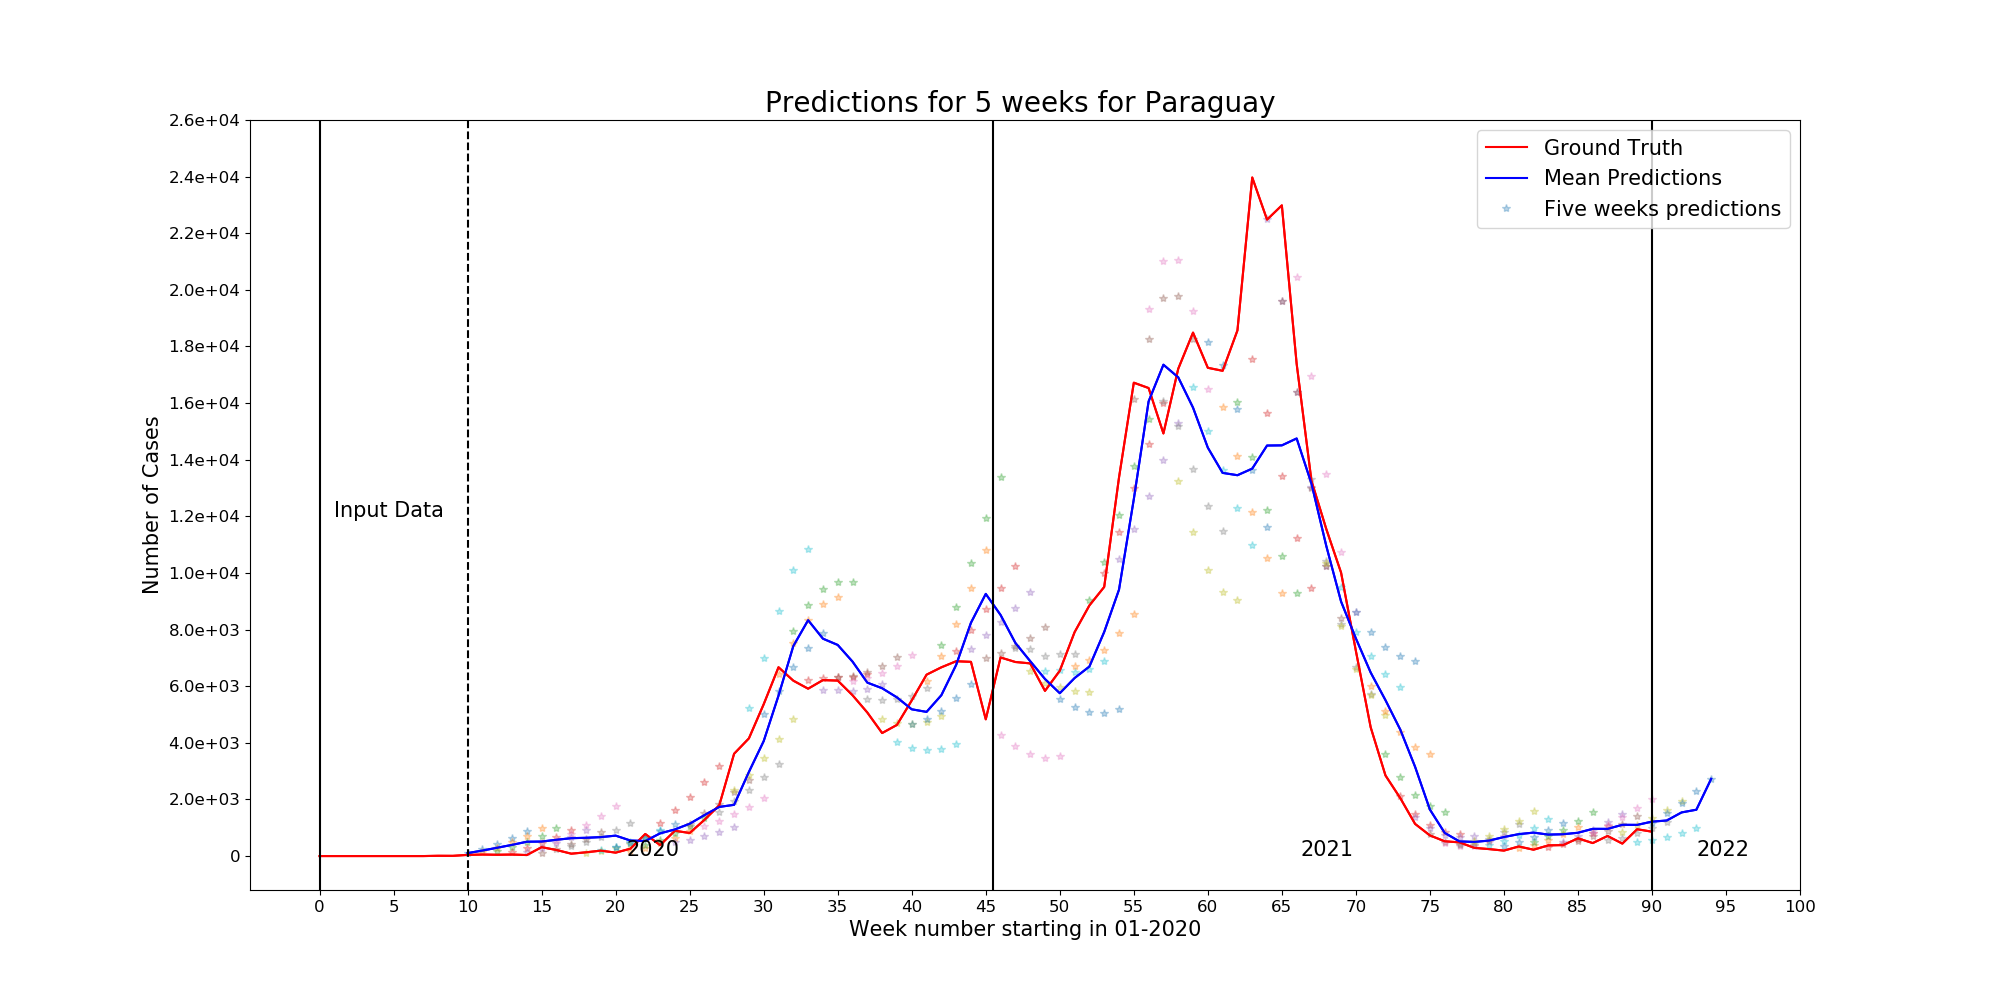 Predictions for 5 weeks for Paraguay
2.6e+04
2.4e+04
2.2e+04
2.0e+04
1.8e+04
1.6e+04
1.4e+04
1.2e+04
1.0e+04
8.0e+03
6.0e+03
4.0e+03
2.0e+03
0
Number of Cases
Ground Truth
Mean Predictions
Five weeks predictions
Input Data
2020
2021
2022
0 5 10 15 20 25 30 35 40 45 50 55 60 65 70 75 80 85 90 95 100
Week number starting in 01-2020